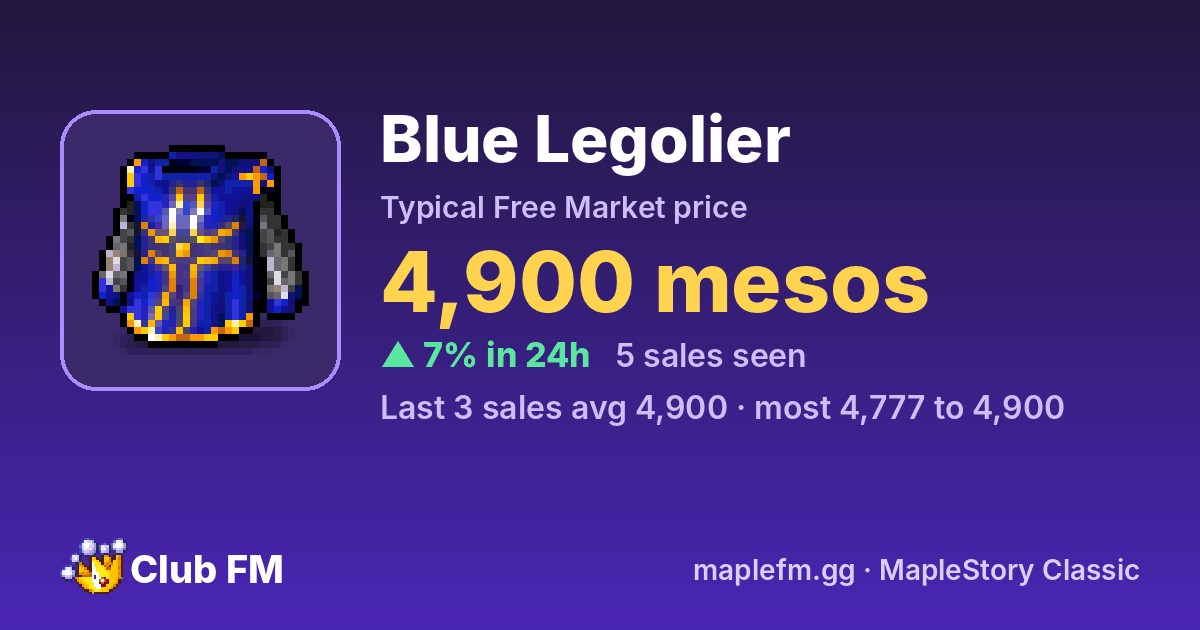 Blue Legolier
Typical Free Market price
4,900 mesos
▲ 7% in 24h 5 sales seen
Last 3 sales avg 4,900 · most 4,777 to 4,900
Club FM
maplefm.gg · MapleStory Classic